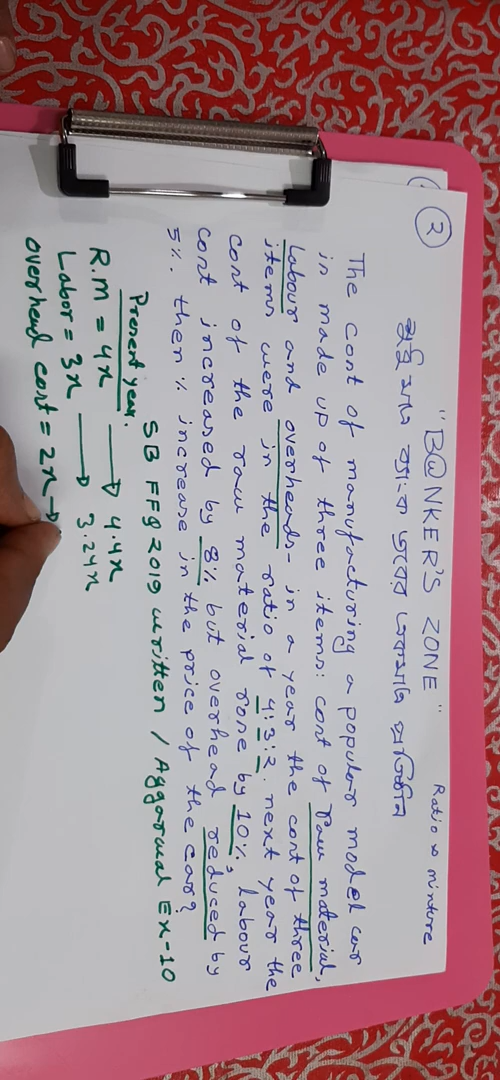 "B@NKER'S ZONE"
Ratio & mixture
শুধু মাত্র ব্যাংক জবের
2
The cost of manufacturing a popular model car
is made up of three items: cost of raw material,
labour and overheads- in a year the cost of three
items were in the ratio of 4:3:2. next year the
cost of the raw material rose by 10%, labour
cost increased by 8% but overhead reduced by
5%. then % increase in the price of the car?
SB FFg 2019 written / Aggarwal Ex-10
Present year.
R.M = 4x → 4.4x
Labor = 3x → 3.24x
overhead cost = 2x →